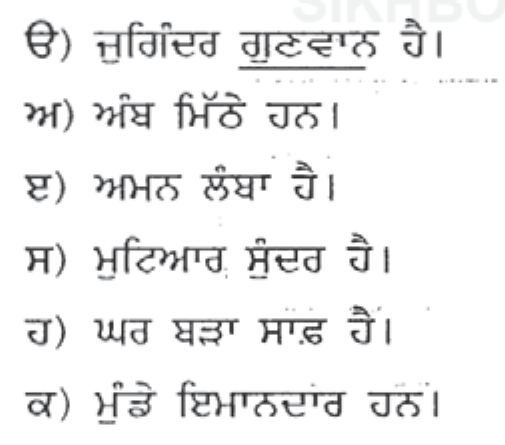 SIKHBO
ੳ) ਜੁਗਿੰਦਰ ਗੁਣਵਾਨ ਹੈ।
ਅ) ਅੰਬ ਮਿੱਠੇ ਹਨ।
ੲ) ਅਮਨ ਲੰਬਾ ਹੈ।
ਸ) ਮੁਟਿਆਰ ਸੁੰਦਰ ਹੈ।
ਹ) ਘਰ ਬੜਾ ਸਾਫ਼ ਹੈ।
ਕ) ਮੁੰਡੇ ਇਮਾਨਦਾਰ ਹਨ।